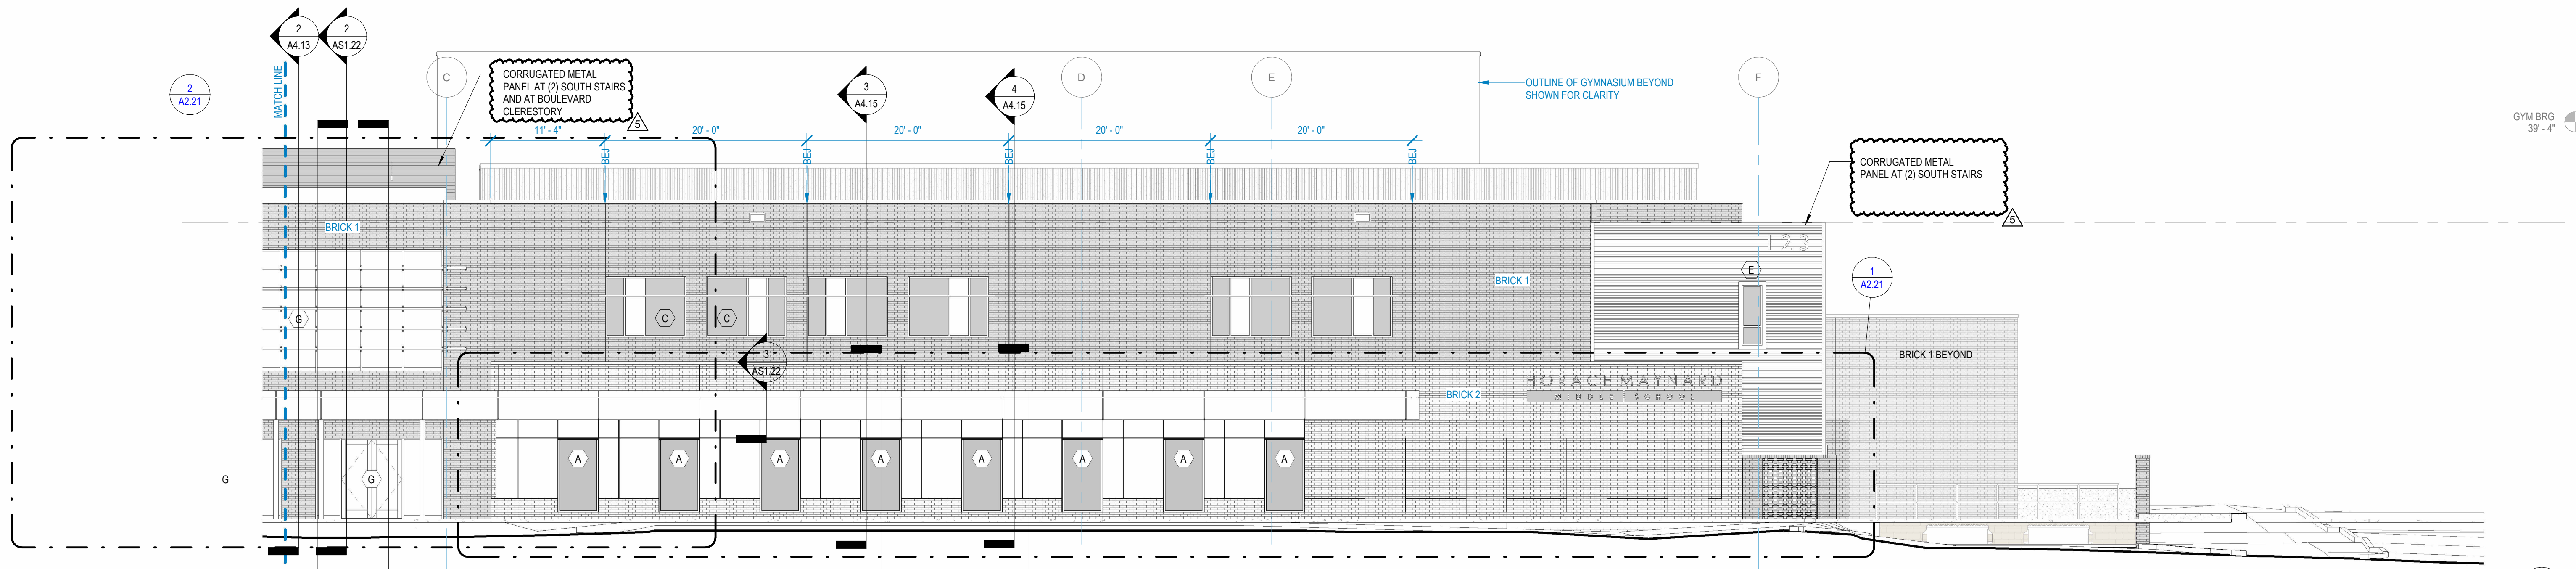 2
A4.13
2
AS1.22
2
A2.21
MATCH LINE
C
CORRUGATED METAL
PANEL AT (2) SOUTH STAIRS
AND AT BOULEVARD
CLERESTORY
5
3
A4.15
4
A4.15
D
E
OUTLINE OF GYMNASIUM BEYOND
SHOWN FOR CLARITY
F
GYM BRG
39' - 4"
11' - 4"
20' - 0"
20' - 0"
20' - 0"
20' - 0"
BEJ
BEJ
BEJ
BEJ
BEJ
CORRUGATED METAL
PANEL AT (2) SOUTH STAIRS
5
BRICK 1
123
E
BRICK 1
1
A2.21
G
C
C
3
AS1.22
BRICK 1 BEYOND
HORACE MAYNARD
MIDDLE SCHOOL
BRICK 2
A
A
A
A
A
A
A
A
G
G